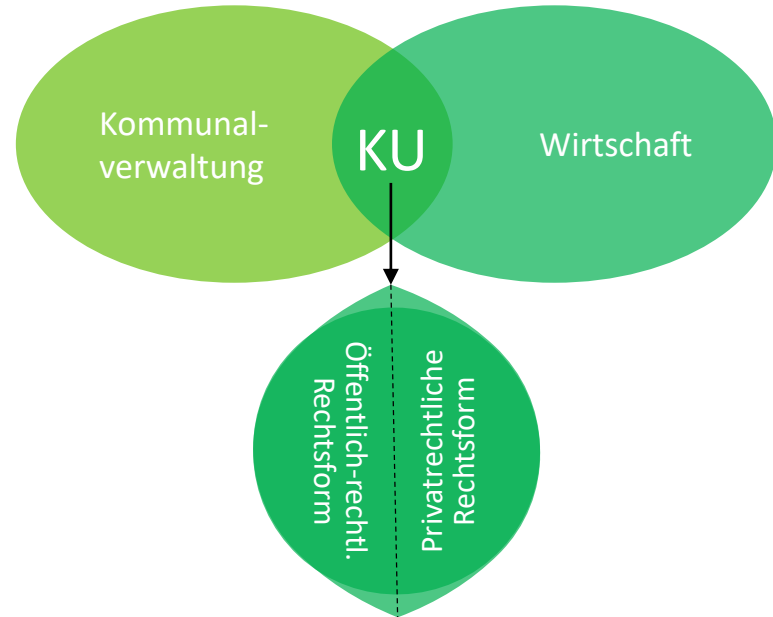 Kommunal-
verwaltung
KU
Wirtschaft
Öffentlich-rechtl.
Rechtsform
Privatrechtliche
Rechtsform